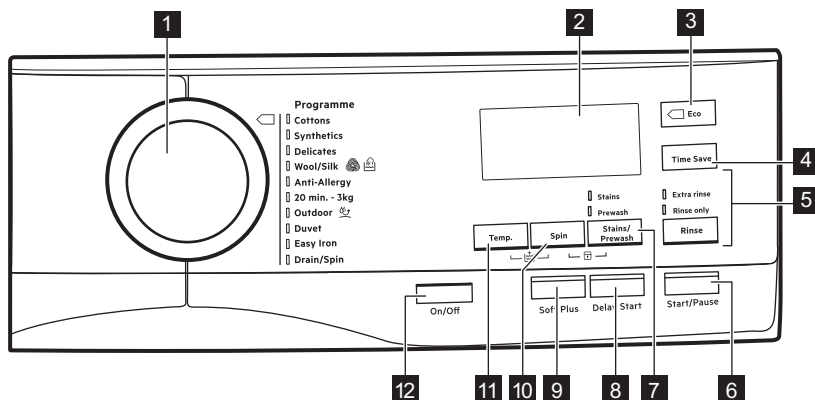 1
2
3
Programme
Cottons
Synthetics
Delicates
Wool/Silk
Anti-Allergy
20 min. - 3kg
Outdoor
Duvet
Easy Iron
Drain/Spin
Eco
Time Save
4
5
Stains
Prewash
Extra rinse
Rinse only
Temp.
Spin
Stains/
Prewash
Rinse
On/Off
Soft Plus
Delay Start
Start/Pause
12
11
10
9
8
7
6